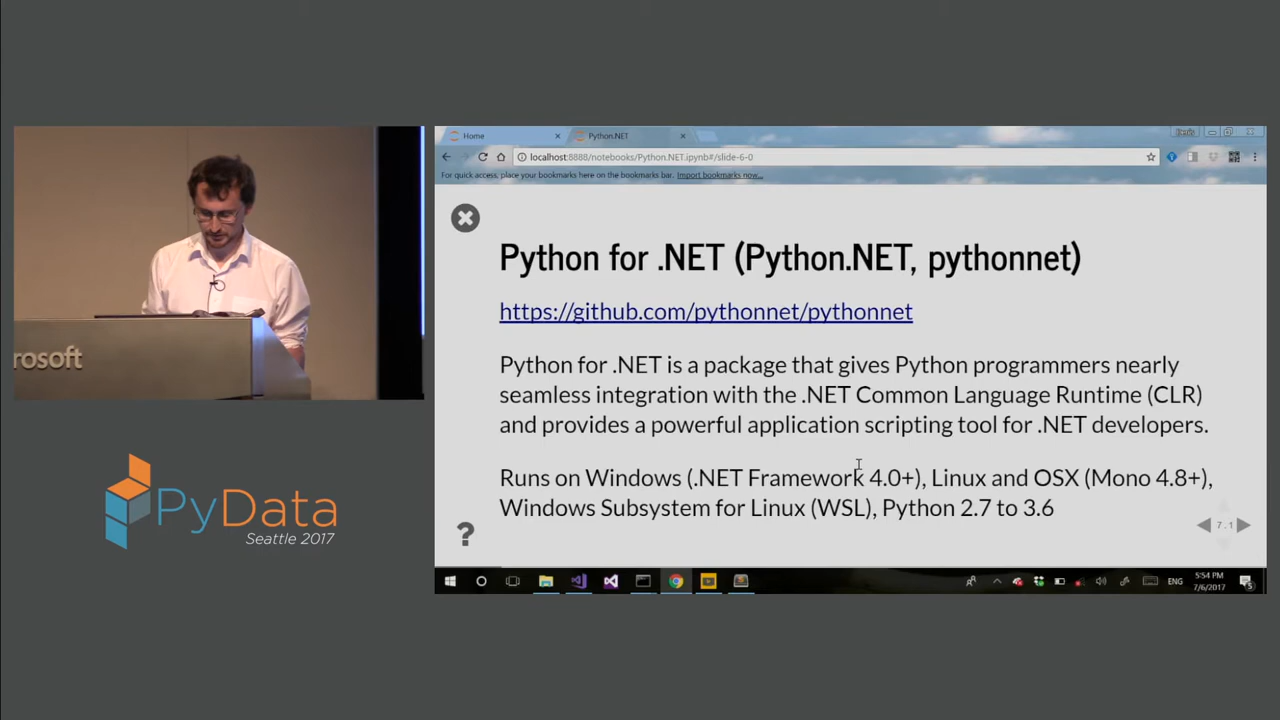 Home
Python.NET
Denis
localhost:8888/notebooks/Python.NET.ipynb#/slide-6-0
For quick access, place your bookmarks here on the bookmarks bar. Import bookmarks now...
Python for .NET (Python.NET, pythonnet)
https://github.com/pythonnet/pythonnet
Python for .NET is a package that gives Python programmers nearly
seamless integration with the .NET Common Language Runtime (CLR)
and provides a powerful application scripting tool for .NET developers.
Runs on Windows (.NET Framework 4.0+), Linux and OSX (Mono 4.8+),
Windows Subsystem for Linux (WSL), Python 2.7 to 3.6
?
7.1
ENG
5:54 PM
7/6/2017
5
rosoft
PyData
Seattle 2017